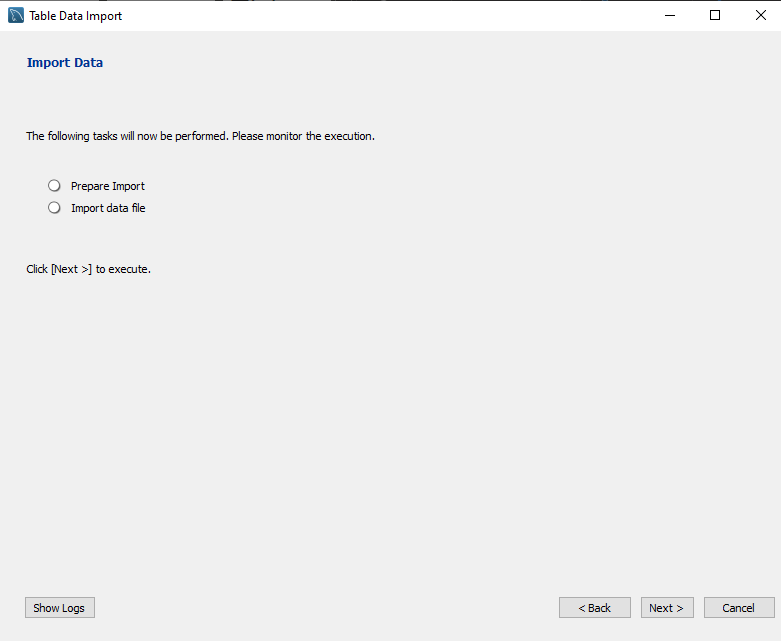 Table Data Import
Import Data
The following tasks will now be performed. Please monitor the execution.
Prepare Import
Import data file
Click [Next >] to execute.
Show Logs
< Back
Next >
Cancel